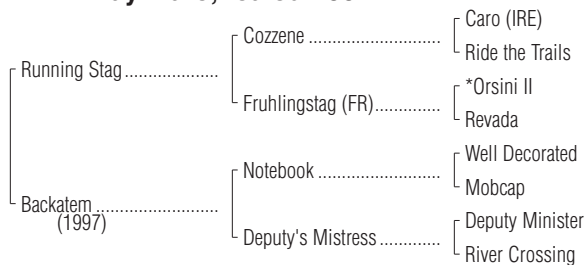 Caro (IRE)
Cozzene
Ride the Trails
Running Stag
*Orsini II
Fruhlingstag (FR)
Revada
Well Decorated
Notebook
Mobcap
Backatem
(1997)
Deputy Minister
Deputy's Mistress
River Crossing